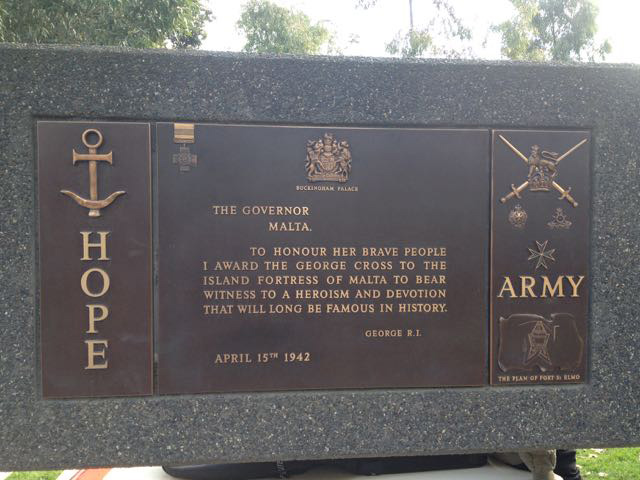 HOPE
BUCKINGHAM PALACE
THE GOVERNOR
MALTA.
TO HONOUR HER BRAVE PEOPLE
I AWARD THE GEORGE CROSS TO THE
ISLAND FORTRESS OF MALTA TO BEAR
WITNESS TO A HEROISM AND DEVOTION
THAT WILL LONG BE FAMOUS IN HISTORY.
GEORGE R.I.
APRIL 15TH 1942
ARMY
THE PLAN OF FORT·St ELMO